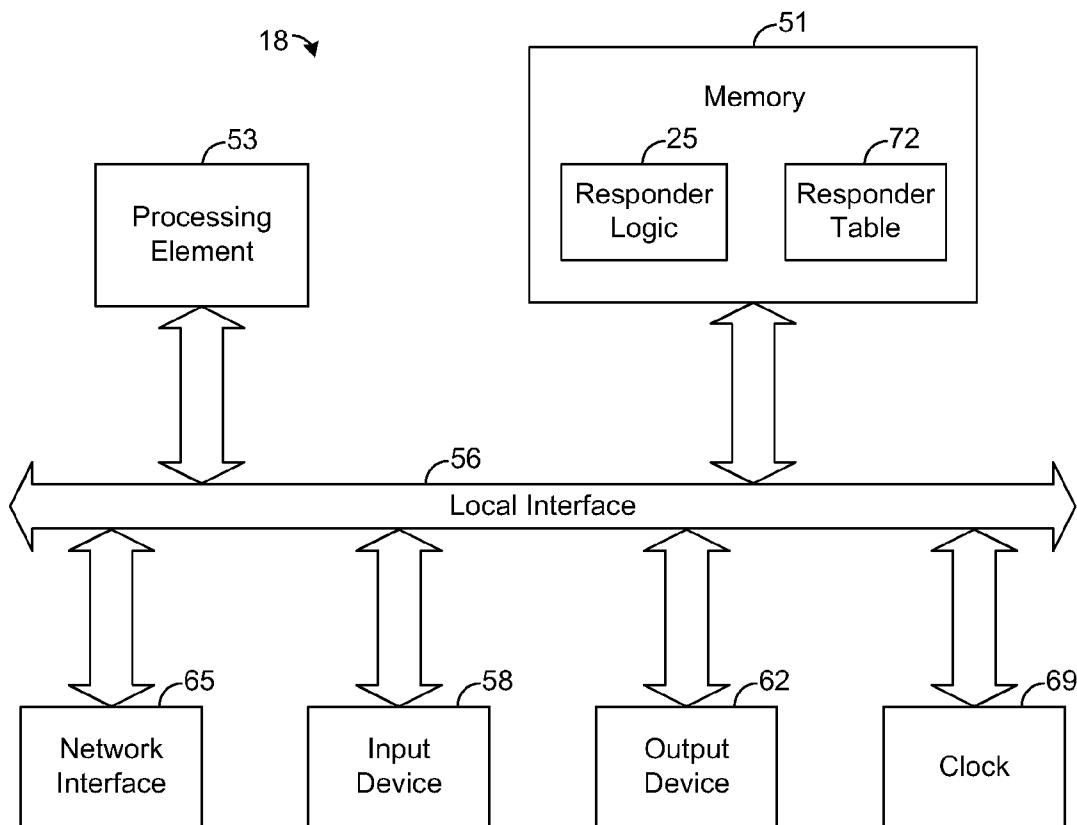 18
51
Memory
53
Processing
Element
25
Responder
Logic
72
Responder
Table
56
Local Interface
65
Network
Interface
58
Input
Device
62
Output
Device
69
Clock